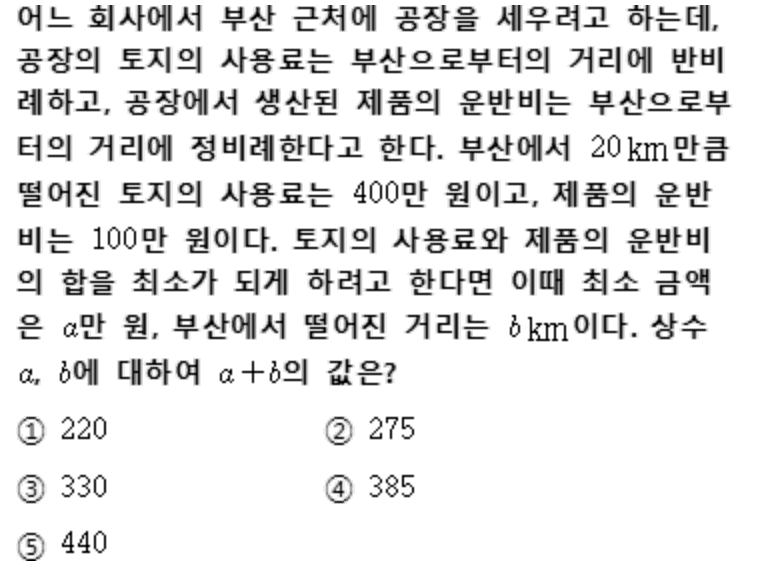 어느 회사에서 부산 근처에 공장을 세우려고 하는데,
공장의 토지의 사용료는 부산으로부터의 거리에 반비
례하고, 공장에서 생산된 제품의 운반비는 부산으로부
터의 거리에 정비례한다고 한다. 부산에서 20km만큼
떨어진 토지의 사용료는 400만 원이고, 제품의 운반
비는 100만 원이다. 토지의 사용료와 제품의 운반비
의 합을 최소가 되게 하려고 한다면 이때 최소 금액
은 a만 원, 부산에서 떨어진 거리는 bkm이다. 상수
a, b에 대하여 a+b의 값은?
① 220 ② 275
③ 330 ④ 385
⑤ 440